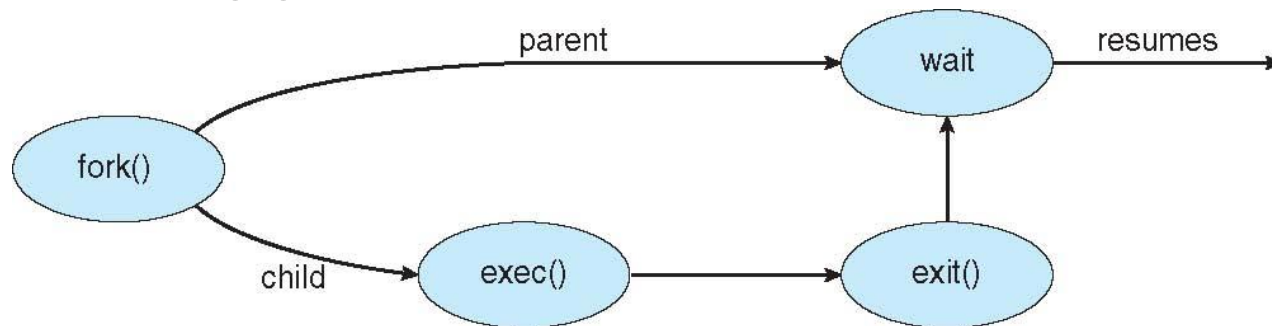 parent
wait
resumes
fork()
child
exec()
exit()